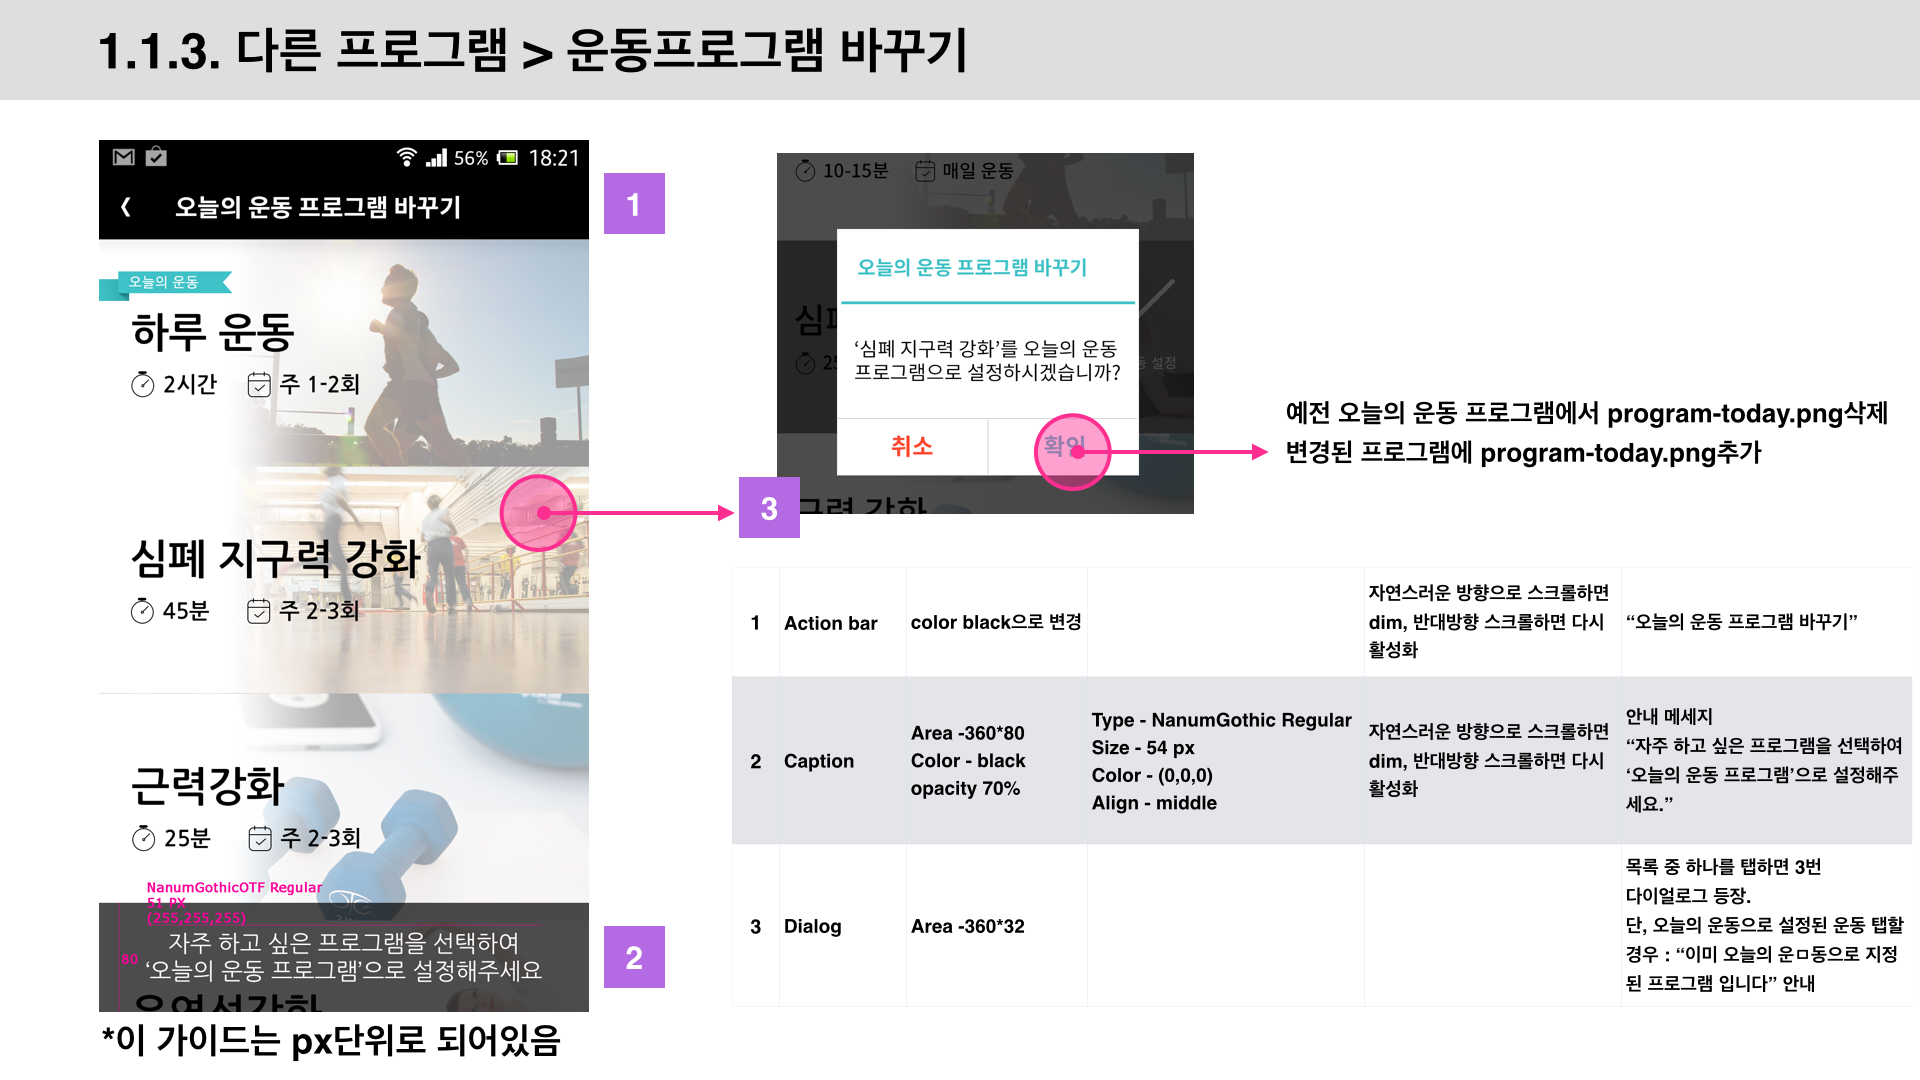 1.1.3. 다른 프로그램 > 운동프로그램 바꾸기
56% 18:21
오늘의 운동 프로그램 바꾸기
1
오늘의 운동
하루 운동
2시간 주 1-2회
심폐 지구력 강화
45분 주 2-3회
근력강화
25분 주 2-3회
NanumGothicOTF Regular
51 PX
(255,255,255)
80
자주 하고 싶은 프로그램을 선택하여
‘오늘의 운동 프로그램’으로 설정해주세요
유연성강화
2
*이 가이드는 px단위로 되어있음
10-15분 매일 운동
오늘의 운동 프로그램 바꾸기
‘심폐 지구력 강화’를 오늘의 운동
프로그램으로 설정하시겠습니까?
취소 확인
동 설정
근력 강화
3
예전 오늘의 운동 프로그램에서 program-today.png삭제
변경된 프로그램에 program-today.png추가
1
Action bar
color black으로 변경
자연스러운 방향으로 스크롤하면
dim, 반대방향 스크롤하면 다시
활성화
“오늘의 운동 프로그램 바꾸기”
2
Caption
Area -360*80
Color - black
opacity 70%
Type - NanumGothic Regular
Size - 54 px
Color - (0,0,0)
Align - middle
자연스러운 방향으로 스크롤하면
dim, 반대방향 스크롤하면 다시
활성화
안내 메세지
“자주 하고 싶은 프로그램을 선택하여
‘오늘의 운동 프로그램’으로 설정해주
세요.”
3
Dialog
Area -360*32
목록 중 하나를 탭하면 3번
다이얼로그 등장.
단, 오늘의 운동으로 설정된 운동 탭할
경우 : “이미 오늘의 운ㅁ동으로 지정
된 프로그램 입니다” 안내